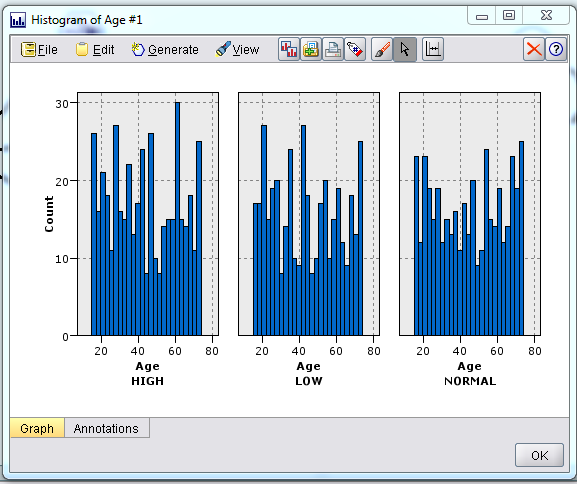 Histogram of Age #1
File Edit Generate View
Count
30
20
10
0
20 40 60 80
20 40 60 80
20 40 60 80
Age
HIGH
Age
LOW
Age
NORMAL
Graph Annotations
OK